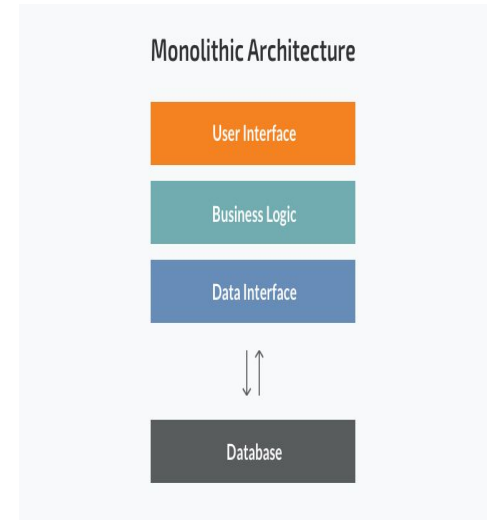 Monolithic Architecture
User Interface
Business Logic
Data Interface
Database